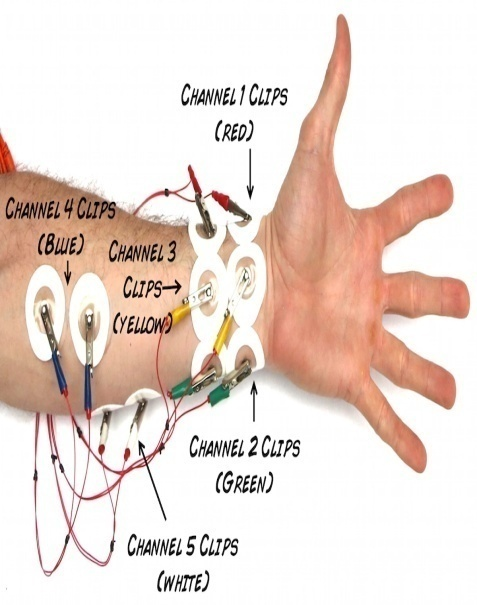 CHANNEL 1 CLIPS
(RED)
CHANNEL 4 CLIPS
(BLUE)
CHANNEL 3
CLIPS
(YELLOW)
CHANNEL 2 CLIPS
(GREEN)
CHANNEL 5 CLIPS
(WHITE)